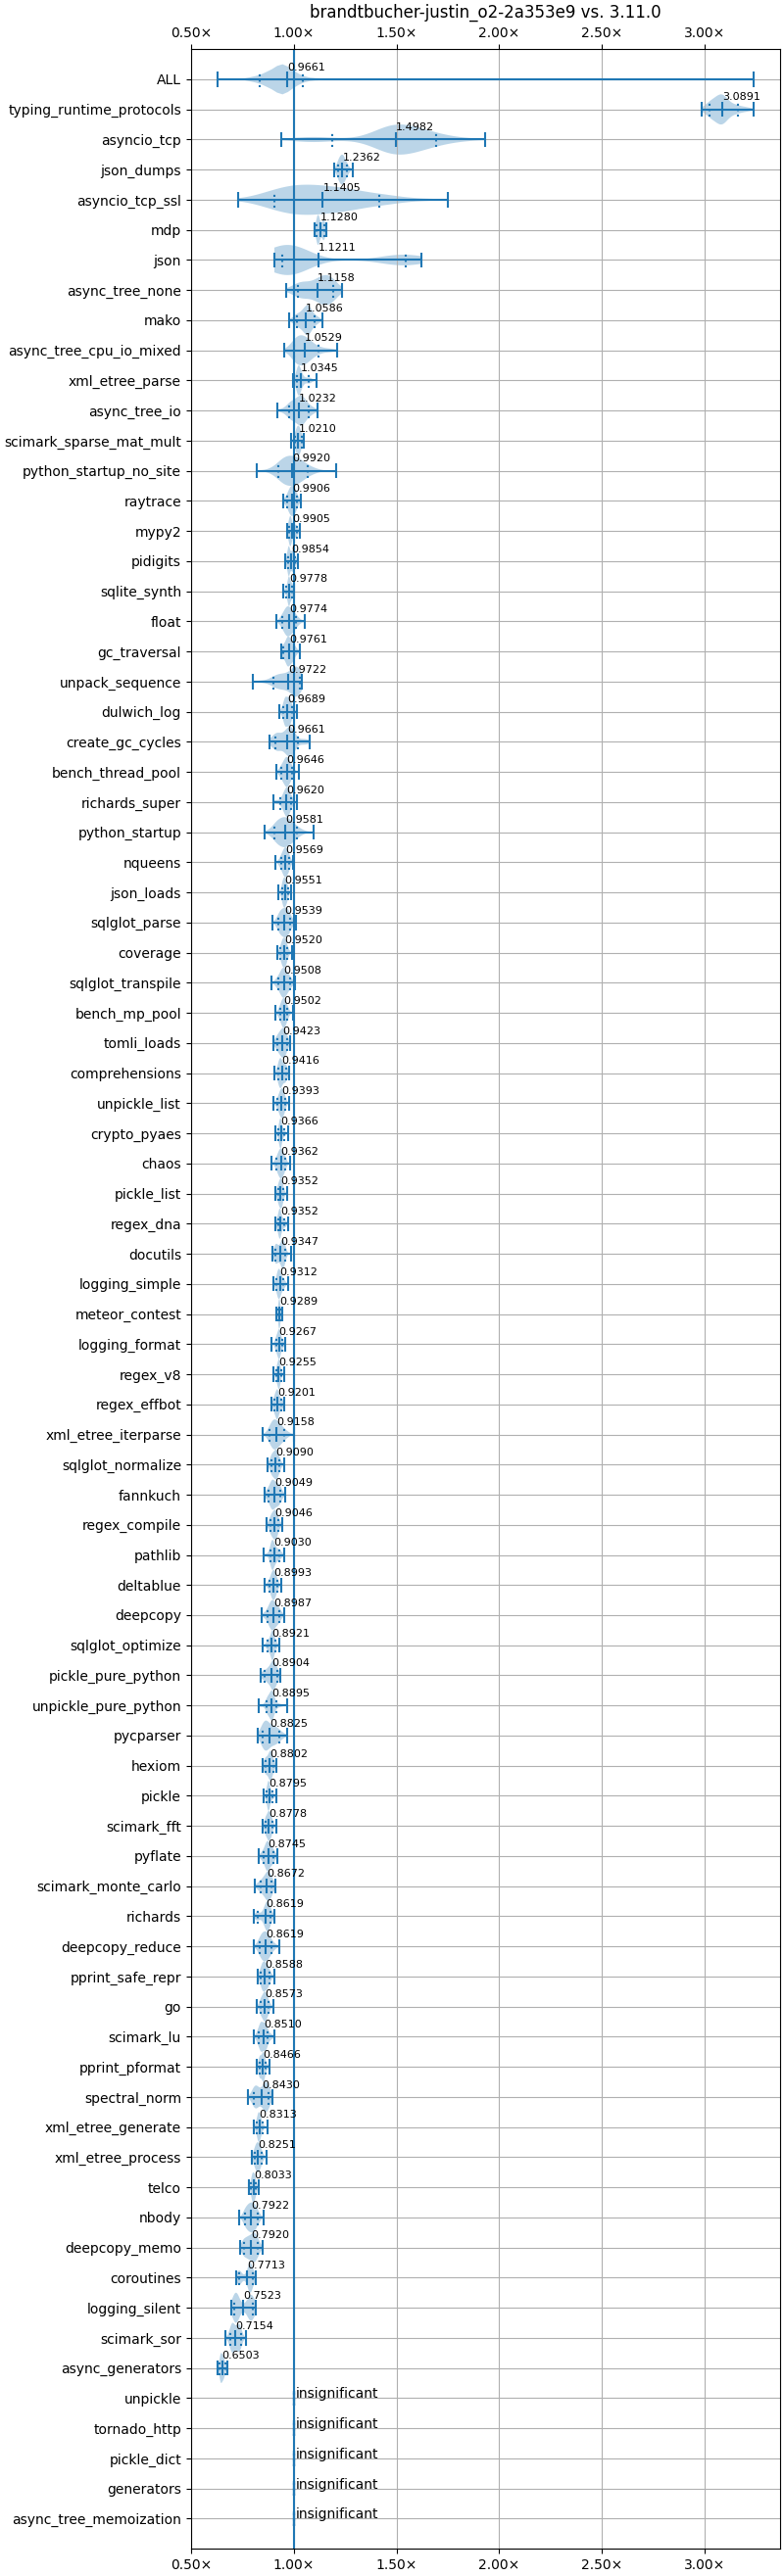 brandtbucher-justin_o2-2a353e9 vs. 3.11.0
0.50× 1.00× 1.50× 2.00× 2.50× 3.00×
ALL 0.9661
typing_runtime_protocols 3.0891
asyncio_tcp 1.4982
json_dumps 1.2362
asyncio_tcp_ssl 1.1405
mdp 1.1280
json 1.1211
async_tree_none 1.1158
mako 1.0586
async_tree_cpu_io_mixed 1.0529
xml_etree_parse 1.0345
async_tree_io 1.0232
scimark_sparse_mat_mult 1.0210
python_startup_no_site 0.9920
raytrace 0.9906
mypy2 0.9905
pidigits 0.9854
sqlite_synth 0.9778
float 0.9774
gc_traversal 0.9761
unpack_sequence 0.9722
dulwich_log 0.9689
create_gc_cycles 0.9661
bench_thread_pool 0.9646
richards_super 0.9620
python_startup 0.9581
nqueens 0.9569
json_loads 0.9551
sqlglot_parse 0.9539
coverage 0.9520
sqlglot_transpile 0.9508
bench_mp_pool 0.9502
tomli_loads 0.9423
comprehensions 0.9416
unpickle_list 0.9393
crypto_pyaes 0.9366
chaos 0.9362
pickle_list 0.9352
regex_dna 0.9352
docutils 0.9347
logging_simple 0.9312
meteor_contest 0.9289
logging_format 0.9267
regex_v8 0.9255
regex_effbot 0.9201
xml_etree_iterparse 0.9158
sqlglot_normalize 0.9090
fannkuch 0.9049
regex_compile 0.9046
pathlib 0.9030
deltablue 0.8993
deepcopy 0.8987
sqlglot_optimize 0.8921
pickle_pure_python 0.8904
unpickle_pure_python 0.8895
pycparser 0.8825
hexiom 0.8802
pickle 0.8795
scimark_fft 0.8778
pyflate 0.8745
scimark_monte_carlo 0.8672
richards 0.8619
deepcopy_reduce 0.8619
pprint_safe_repr 0.8588
go 0.8573
scimark_lu 0.8510
pprint_pformat 0.8466
spectral_norm 0.8430
xml_etree_generate 0.8313
xml_etree_process 0.8251
telco 0.8033
nbody 0.7922
deepcopy_memo 0.7920
coroutines 0.7713
logging_silent 0.7523
scimark_sor 0.7154
async_generators 0.6503
unpickle insignificant
tornado_http insignificant
pickle_dict insignificant
generators insignificant
async_tree_memoization insignificant
0.50× 1.00× 1.50× 2.00× 2.50× 3.00×